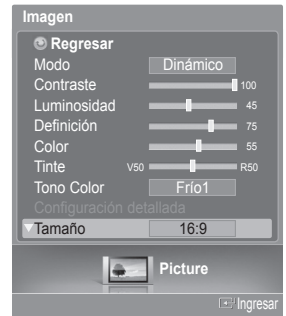 Imagen
Regresar
Modo Dinámico
Contraste 100
Luminosidad 45
Definición 75
Color 55
Tinte V50 R50
Tono Color Frío1
Configuración detallada
Tamaño 16:9
Picture
Ingresar